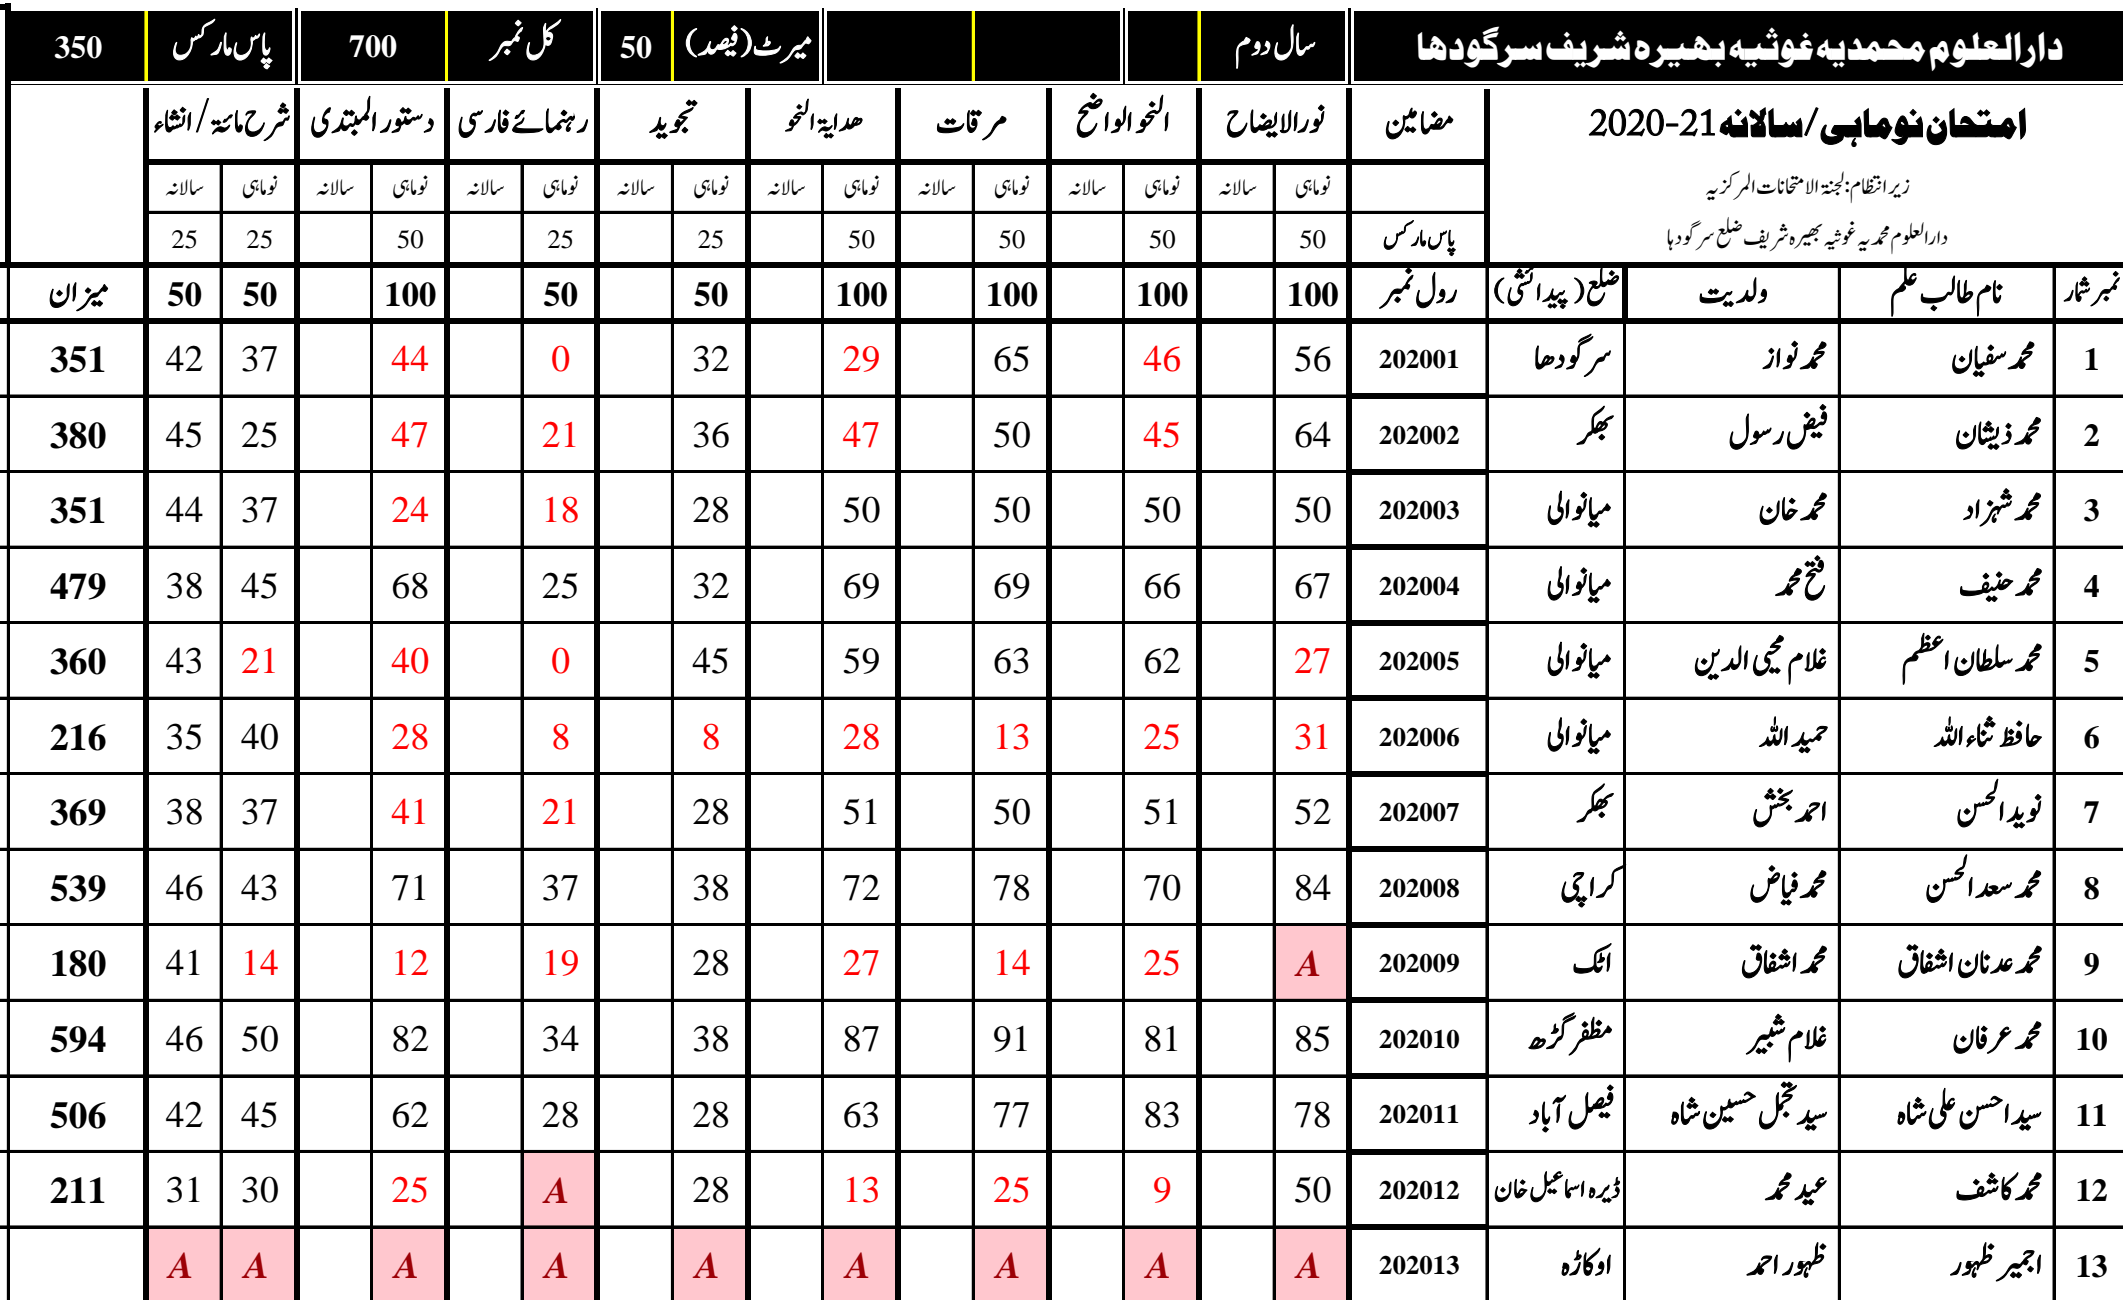 دارالعلوم محمدیہ غوثیہ بھیرہ شریف سرگودھا سال دوم میرٹ(فیصد) 50 کل نمبر 700 پاس مارکس 350
امتحان نوماہی/سالانہ 2020-21 مضامین نورالایضاح النحو الواضح مرقات ھدایۃ النحو تجوید رہنمائے فارسی دستور المبتدی شرح مائۃ/انشاء
زیر انتظام: لجنۃ الامتحانات المرکزیہ نوماہی سالانہ نوماہی سالانہ نوماہی سالانہ نوماہی سالانہ نوماہی سالانہ نوماہی سالانہ نوماہی سالانہ نوماہی سالانہ
دارالعلوم محمدیہ غوثیہ بھیرہ شریف ضلع سرگودہا پاس مارکس 50 50 50 50 25 25 50 25 25
نمبر شمار نام طالب علم ولدیت ضلع(پیدائشی) رول نمبر 100 100 100 100 50 50 100 50 50 میزان
1 محمد سفیان محمد نواز سرگودھا 202001 56 46 65 29 32 0 44 37 42 351
2 محمد ذیشان فیض رسول بھکر 202002 64 45 50 47 36 21 47 25 45 380
3 محمد شہزاد محمد خان میانوالی 202003 50 50 50 50 28 18 24 37 44 351
4 محمد حنیف فتح محمد میانوالی 202004 67 66 69 69 32 25 68 45 38 479
5 محمد سلطان اعظم غلام محیی الدین میانوالی 202005 27 62 63 59 45 0 40 21 43 360
6 حافظ ثناء اللہ حمید اللہ میانوالی 202006 31 25 13 28 8 8 28 40 35 216
7 نوید الحسن احمد بخش بھکر 202007 52 51 50 51 28 21 41 37 38 369
8 محمد سعد الحسن محمد فیاض کراچی 202008 84 70 78 72 38 37 71 43 46 539
9 محمد عدنان اشفاق محمد اشفاق اٹک 202009 A 25 14 27 28 19 12 14 41 180
10 محمد عرفان غلام شبیر مظفر گڑھ 202010 85 81 91 87 38 34 82 50 46 594
11 سید احسن علی شاہ سید تجمل حسین شاہ فیصل آباد 202011 78 83 77 63 28 28 62 45 42 506
12 محمد کاشف عید محمد ڈیرہ اسماعیل خان 202012 50 9 25 13 28 A 25 30 31 211
13 اجمیر ظہور ظہور احمد اوکاڑہ 202013 A A A A A A A A A